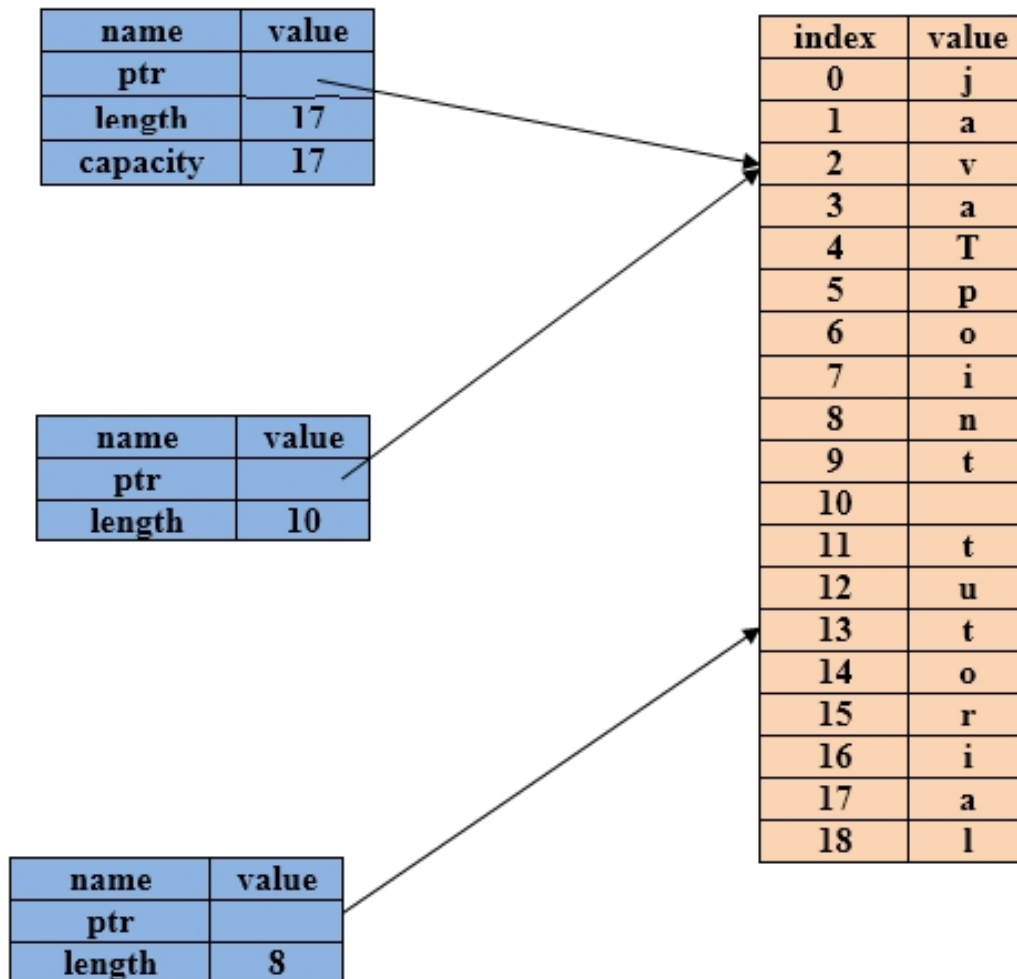 name value
ptr
length 17
capacity 17
name value
ptr
length 10
name value
ptr
length 8
index value
0 j
1 a
2 v
3 a
4 T
5 p
6 o
7 i
8 n
9 t
10
11 t
12 u
13 t
14 o
15 r
16 i
17 a
18 l